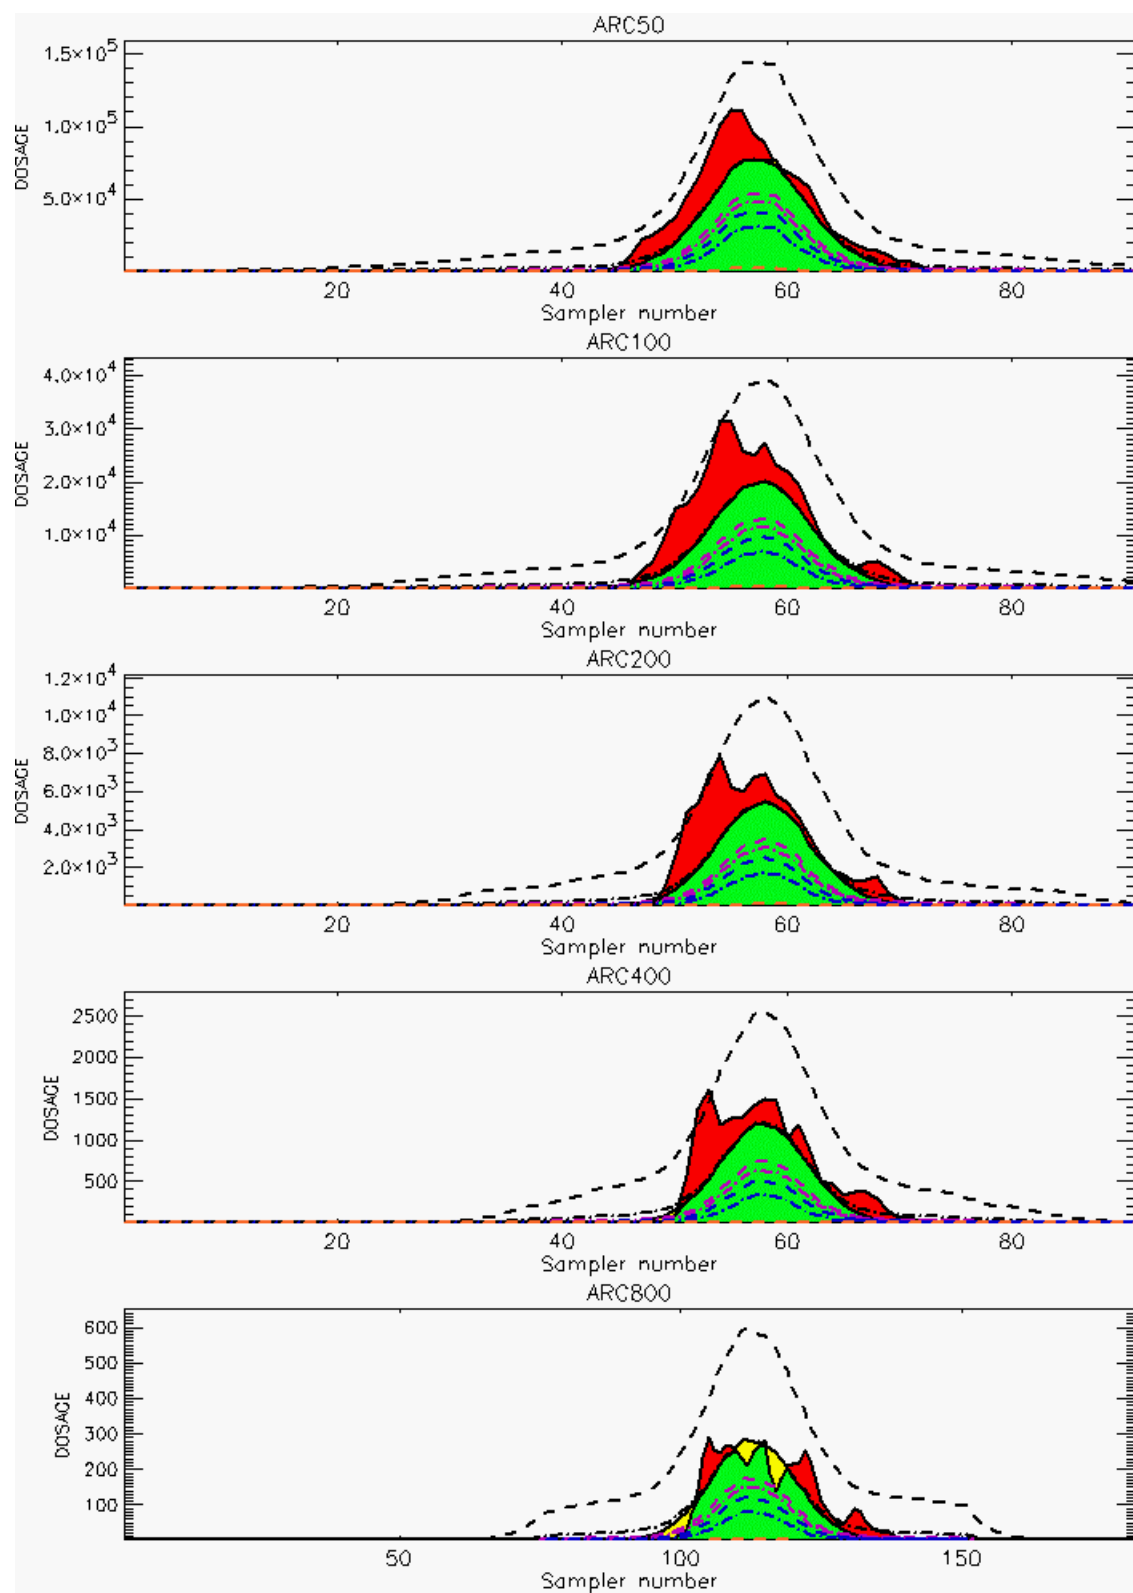 ARC50
1.5×10⁵
1.0×10⁵
5.0×10⁴
DOSAGE
20 40 60 80
Sampler number
ARC100
4.0×10⁴
3.0×10⁴
2.0×10⁴
1.0×10⁴
DOSAGE
20 40 60 80
Sampler number
ARC200
1.2×10⁴
1.0×10⁴
8.0×10³
6.0×10³
4.0×10³
2.0×10³
DOSAGE
20 40 60 80
Sampler number
ARC400
2500
2000
1500
1000
500
DOSAGE
20 40 60 80
Sampler number
ARC800
600
500
400
300
200
100
DOSAGE
50 100 150
Sampler number